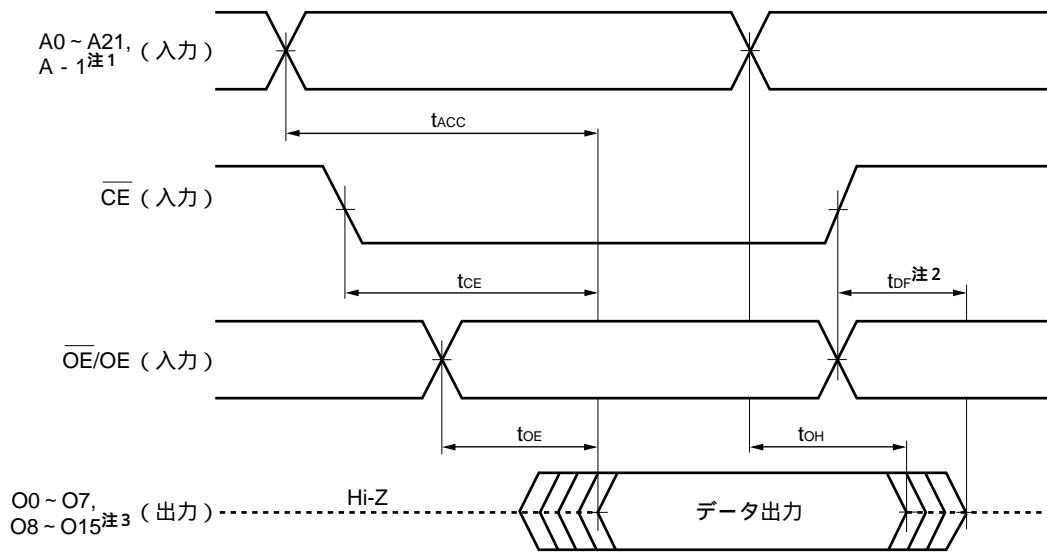 A0 ~ A21,
A - 1注1
（入力）
tACC
CE（入力）
tCE
tDF注2
OE/OE（入力）
tOE
tOH
O0 ~ O7,
O8 ~ O15注3
（出力）
Hi-Z
データ出力